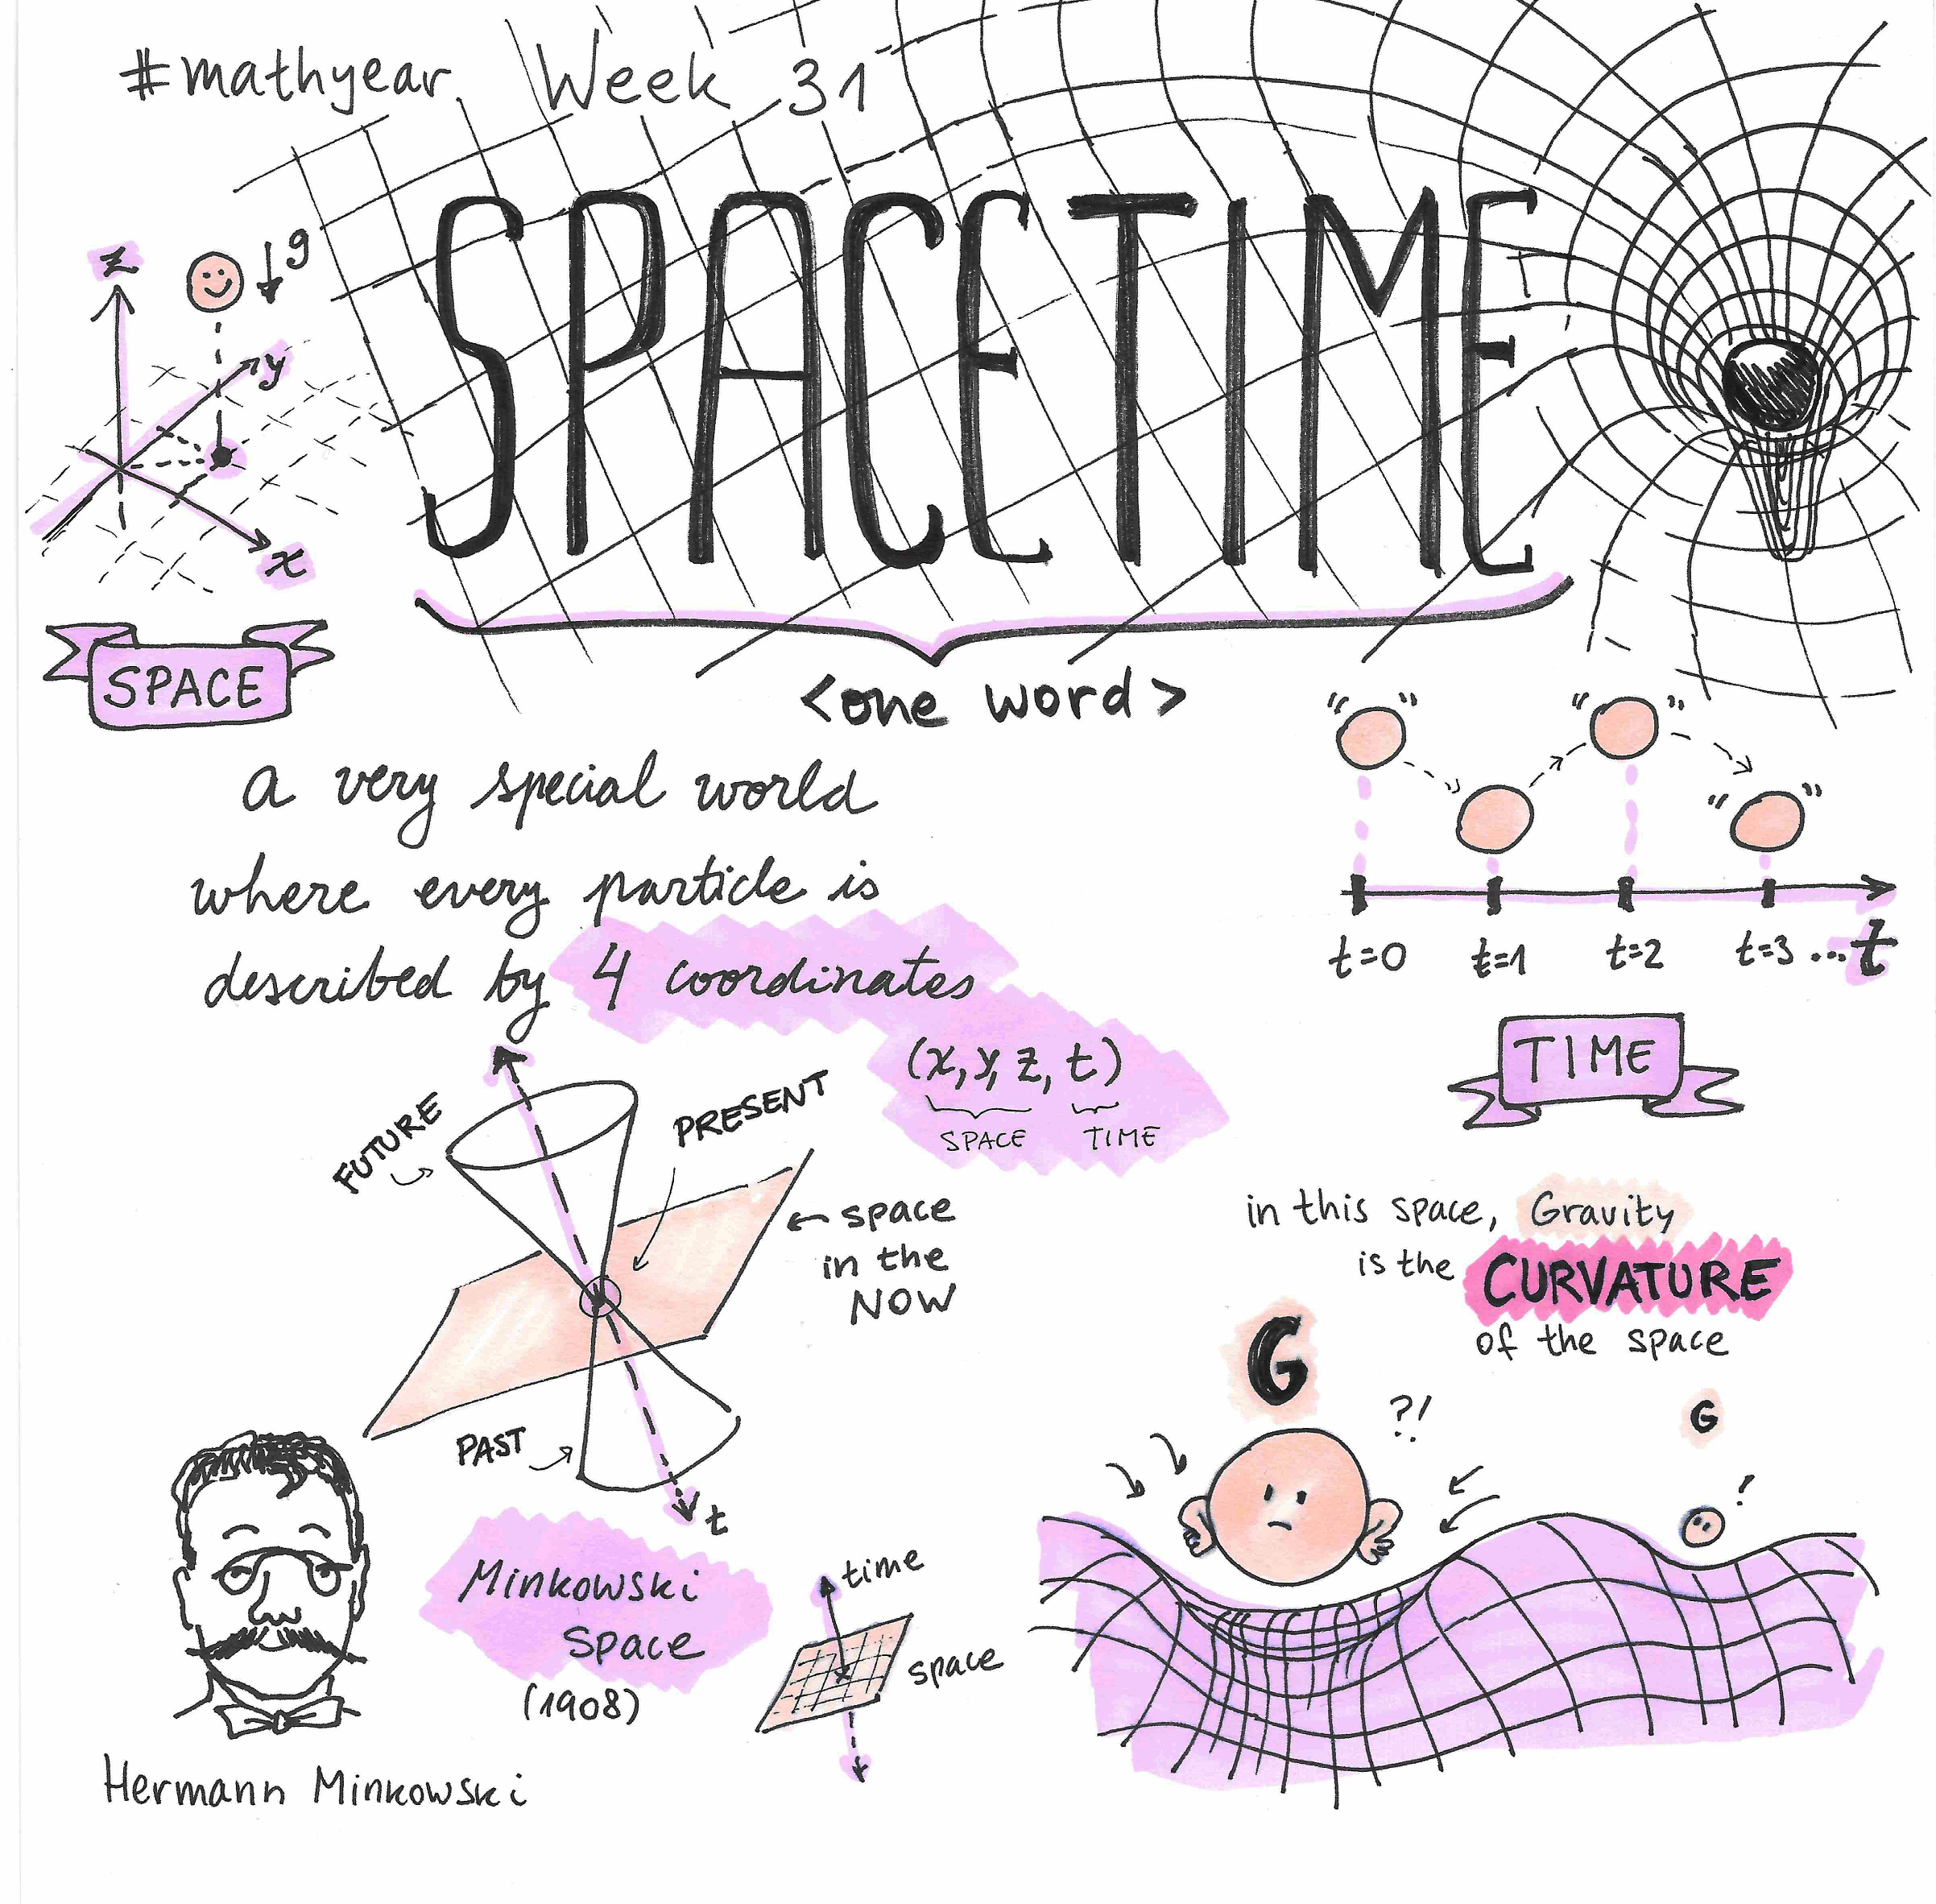 #mathyear Week 31
SPACETIME
<one word>
z
g
y
x
SPACE
a very special world
where every particle is
described by 4 coordinates
(x, y, z, t)
SPACE TIME
t=0 t=1 t=2 t=3 ... t
TIME
FUTURE
PRESENT
← space
in the
NOW
PAST
t
in this space, Gravity
is the CURVATURE
of the space
G
?!
G
!
Minkowski
Space
(1908)
time
space
Hermann Minkowski